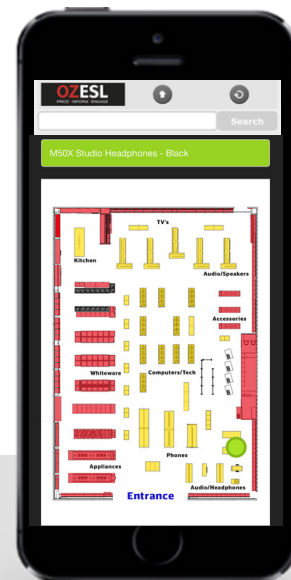 OZESL
PRICE INFORM ENGAGE
Search
M50X Studio Headphones - Black
TV's
Kitchen
Audio/Speakers
Accessories
Whiteware
Computers/Tech
Phones
Appliances
Audio/Headphones
Entrance